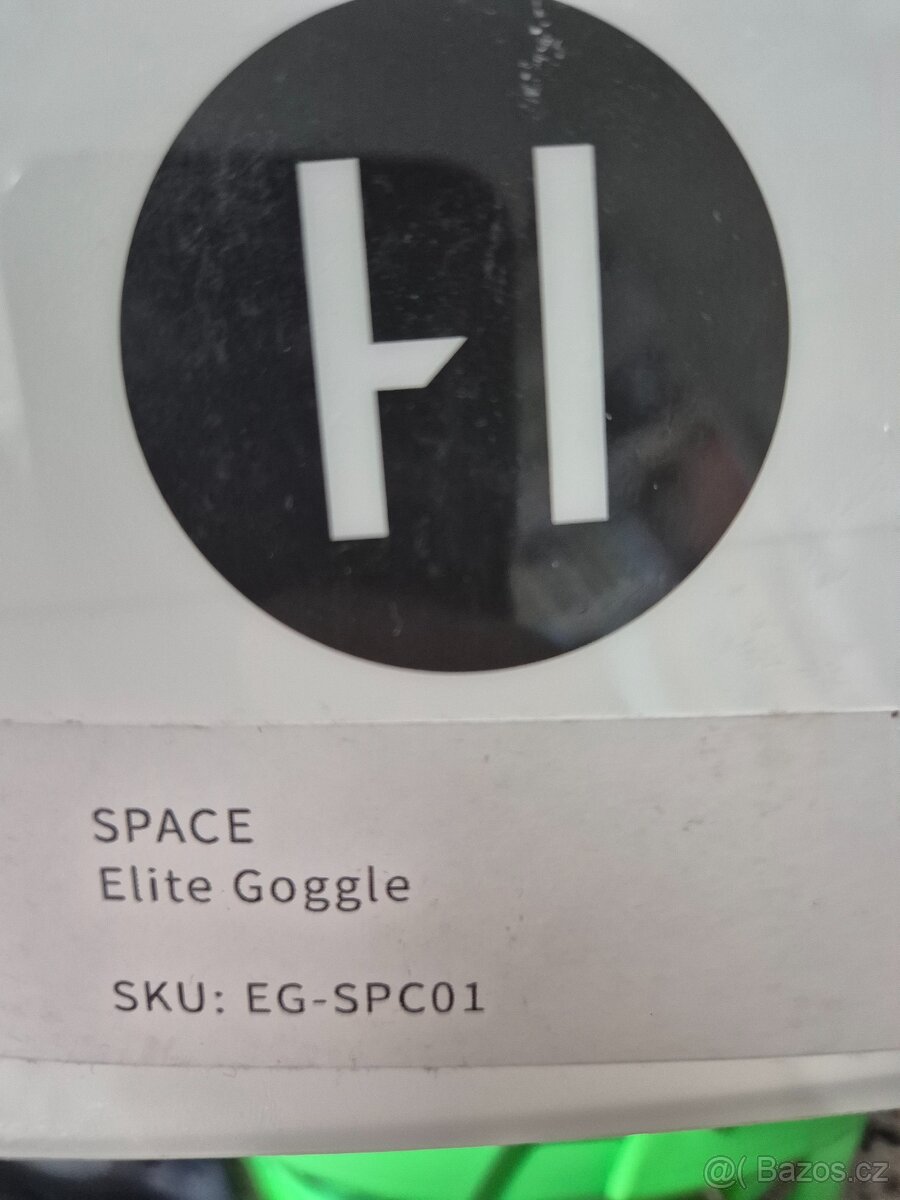 SPACE
Elite Goggle
SKU: EG-SPC01
@( Bazos.cz